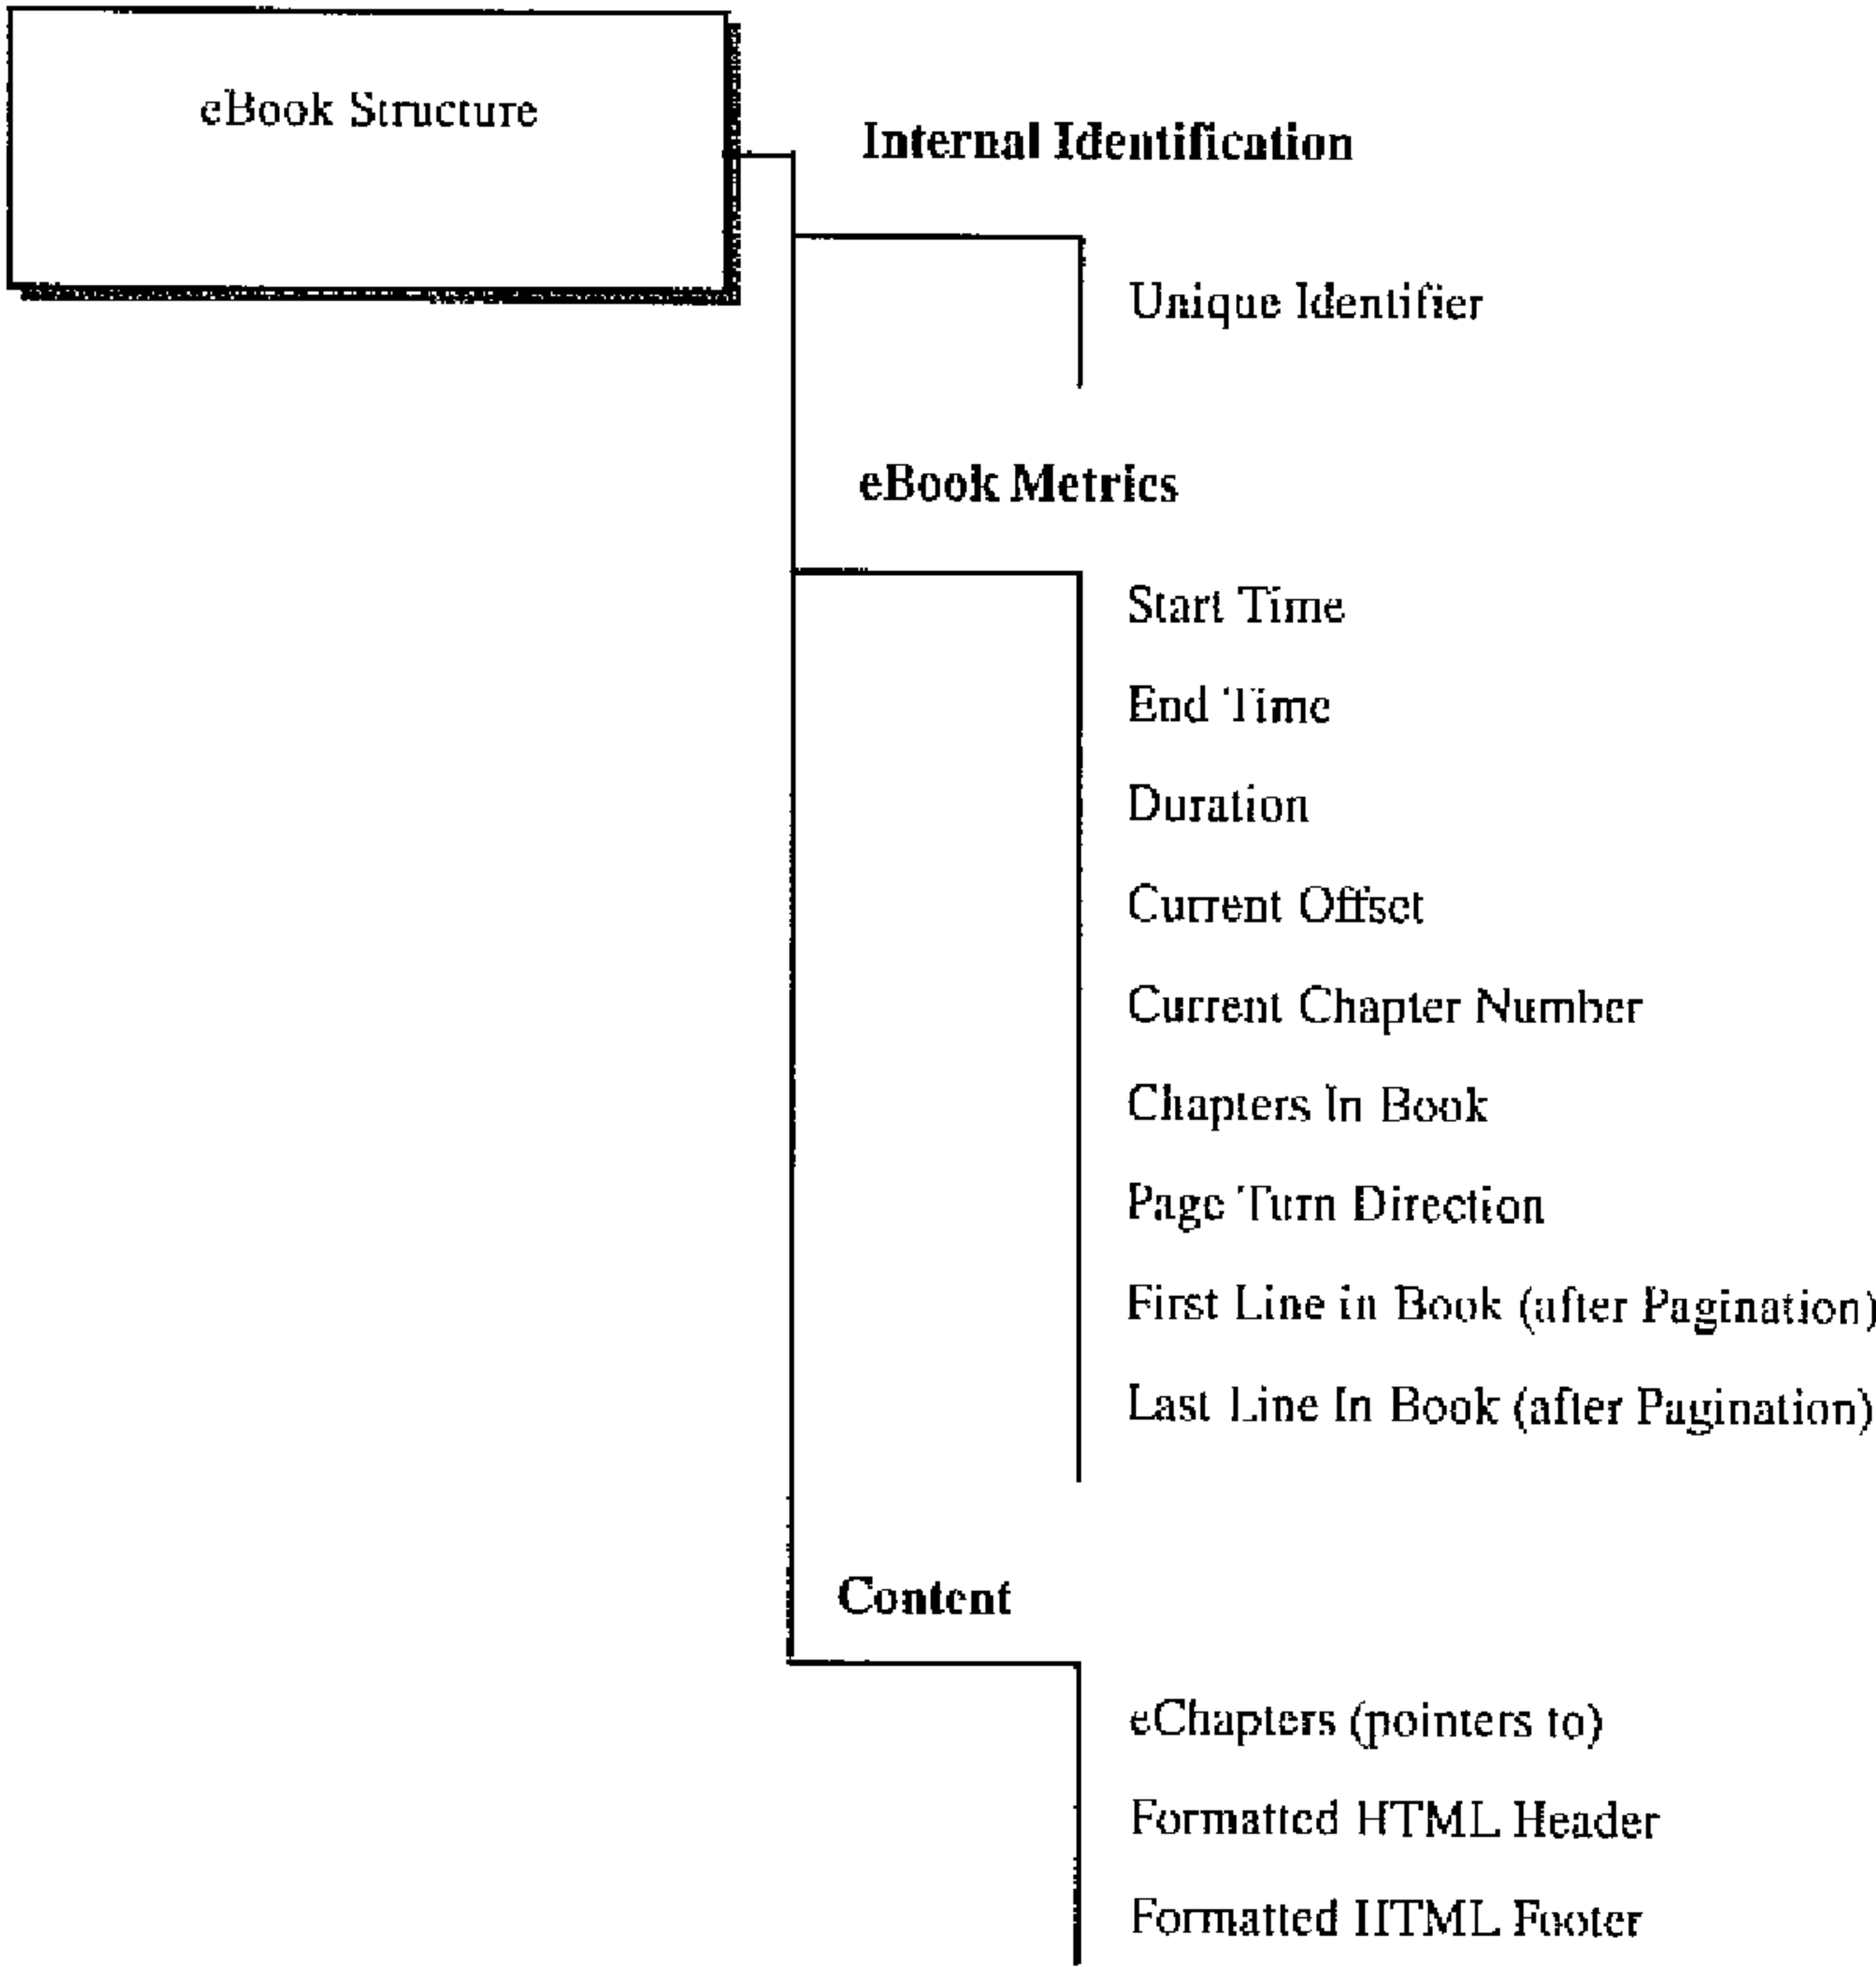 eBook Structure
Internal Identification
Unique Identifier
eBook Metrics
Start Time
End Time
Duration
Current Offset
Current Chapter Number
Chapters In Book
Page Turn Direction
First Line in Book (after Pagination)
Last Line In Book (after Pagination)
Content
eChapters (pointers to)
Formatted HTML Header
Formatted HTML Footer